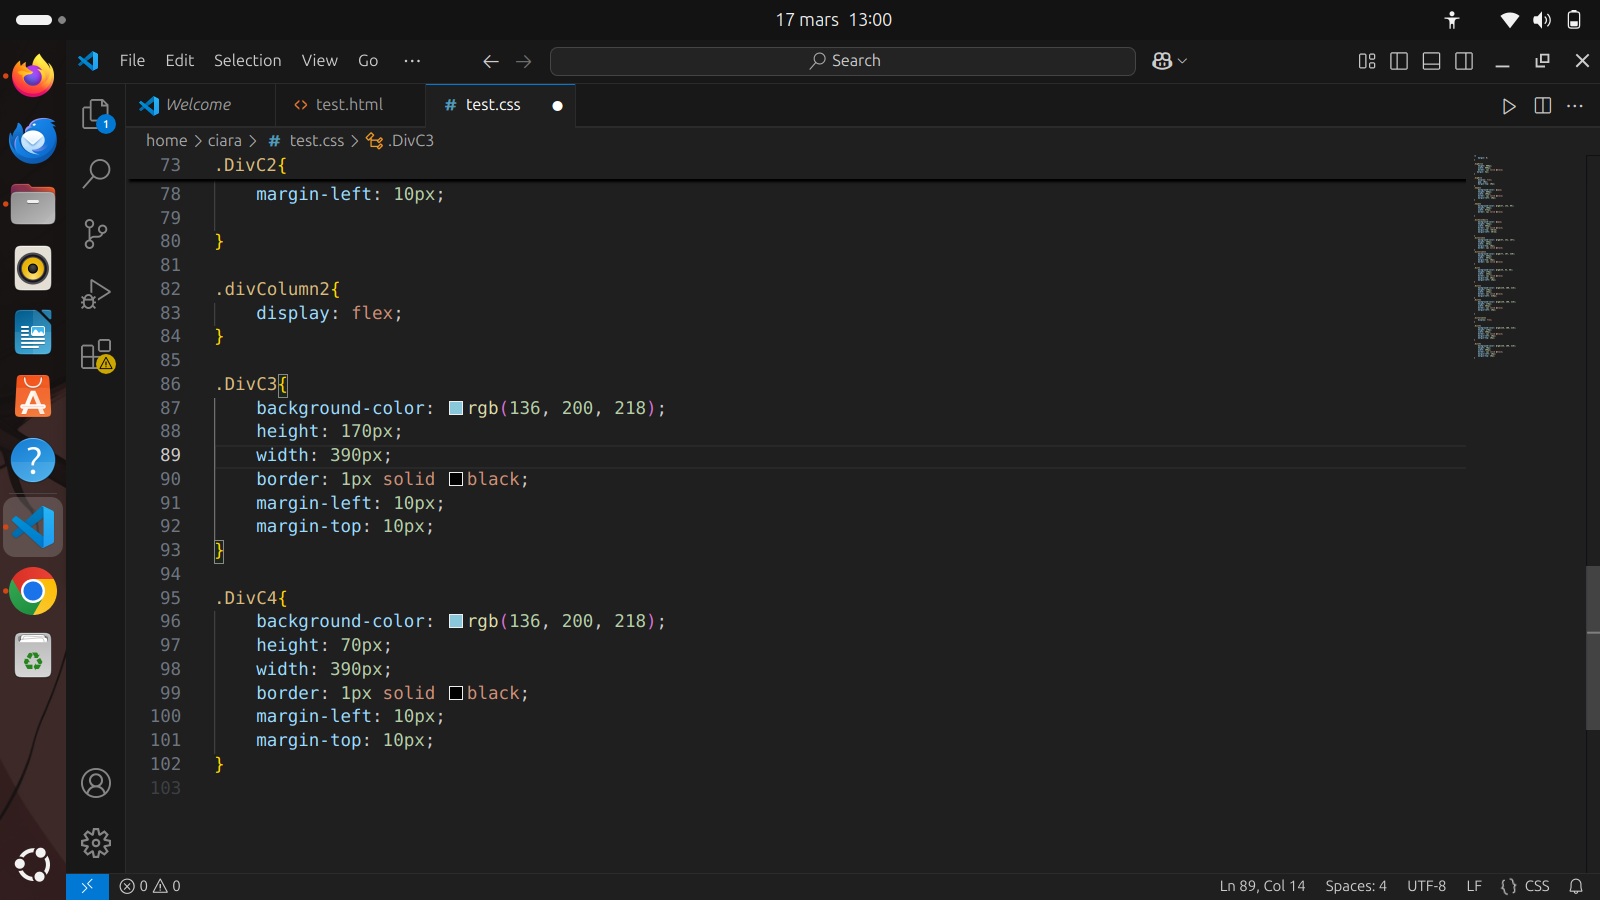 17 mars 13:00
File Edit Selection View Go ···
Search
Welcome
test.html
test.css
1
home > ciara > # test.css > .DivC3
73 .DivC2{
78 margin-left: 10px;
79
80 }
81
82 .divColumn2{
83 display: flex;
84 }
85
86 .DivC3{
87 background-color: rgb(136, 200, 218);
88 height: 170px;
89 width: 390px;
90 border: 1px solid black;
91 margin-left: 10px;
92 margin-top: 10px;
93 }
94
95 .DivC4{
96 background-color: rgb(136, 200, 218);
97 height: 70px;
98 width: 390px;
99 border: 1px solid black;
100 margin-left: 10px;
101 margin-top: 10px;
102 }
103
0 0
Ln 89, Col 14 Spaces: 4 UTF-8 LF {} CSS